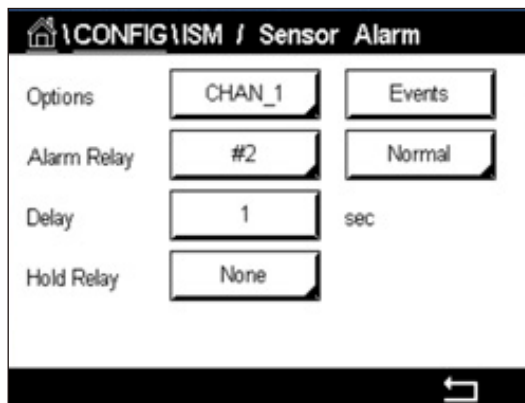 \CONFIG\ISM / Sensor Alarm
Options CHAN_1 Events
Alarm Relay #2 Normal
Delay 1 sec
Hold Relay None